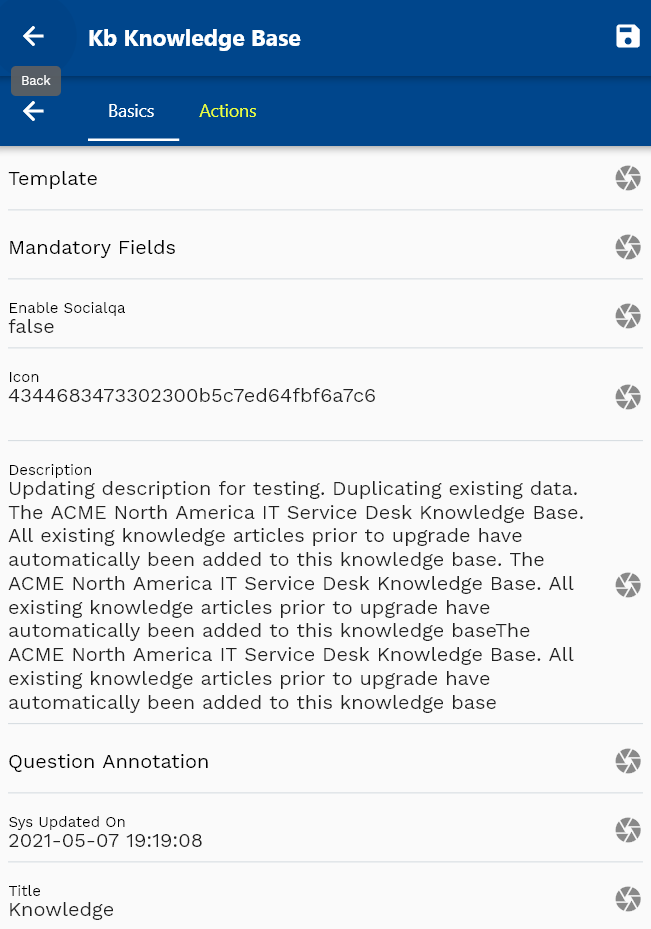 Kb Knowledge Base
Back
Basics
Actions
Template
Mandatory Fields
Enable Socialqa
false
Icon
4344683473302300b5c7ed64fbf6a7c6
Description
Updating description for testing. Duplicating existing data.
The ACME North America IT Service Desk Knowledge Base.
All existing knowledge articles prior to upgrade have
automatically been added to this knowledge base. The
ACME North America IT Service Desk Knowledge Base. All
existing knowledge articles prior to upgrade have
automatically been added to this knowledge baseThe
ACME North America IT Service Desk Knowledge Base. All
existing knowledge articles prior to upgrade have
automatically been added to this knowledge base
Question Annotation
Sys Updated On
2021-05-07 19:19:08
Title
Knowledge